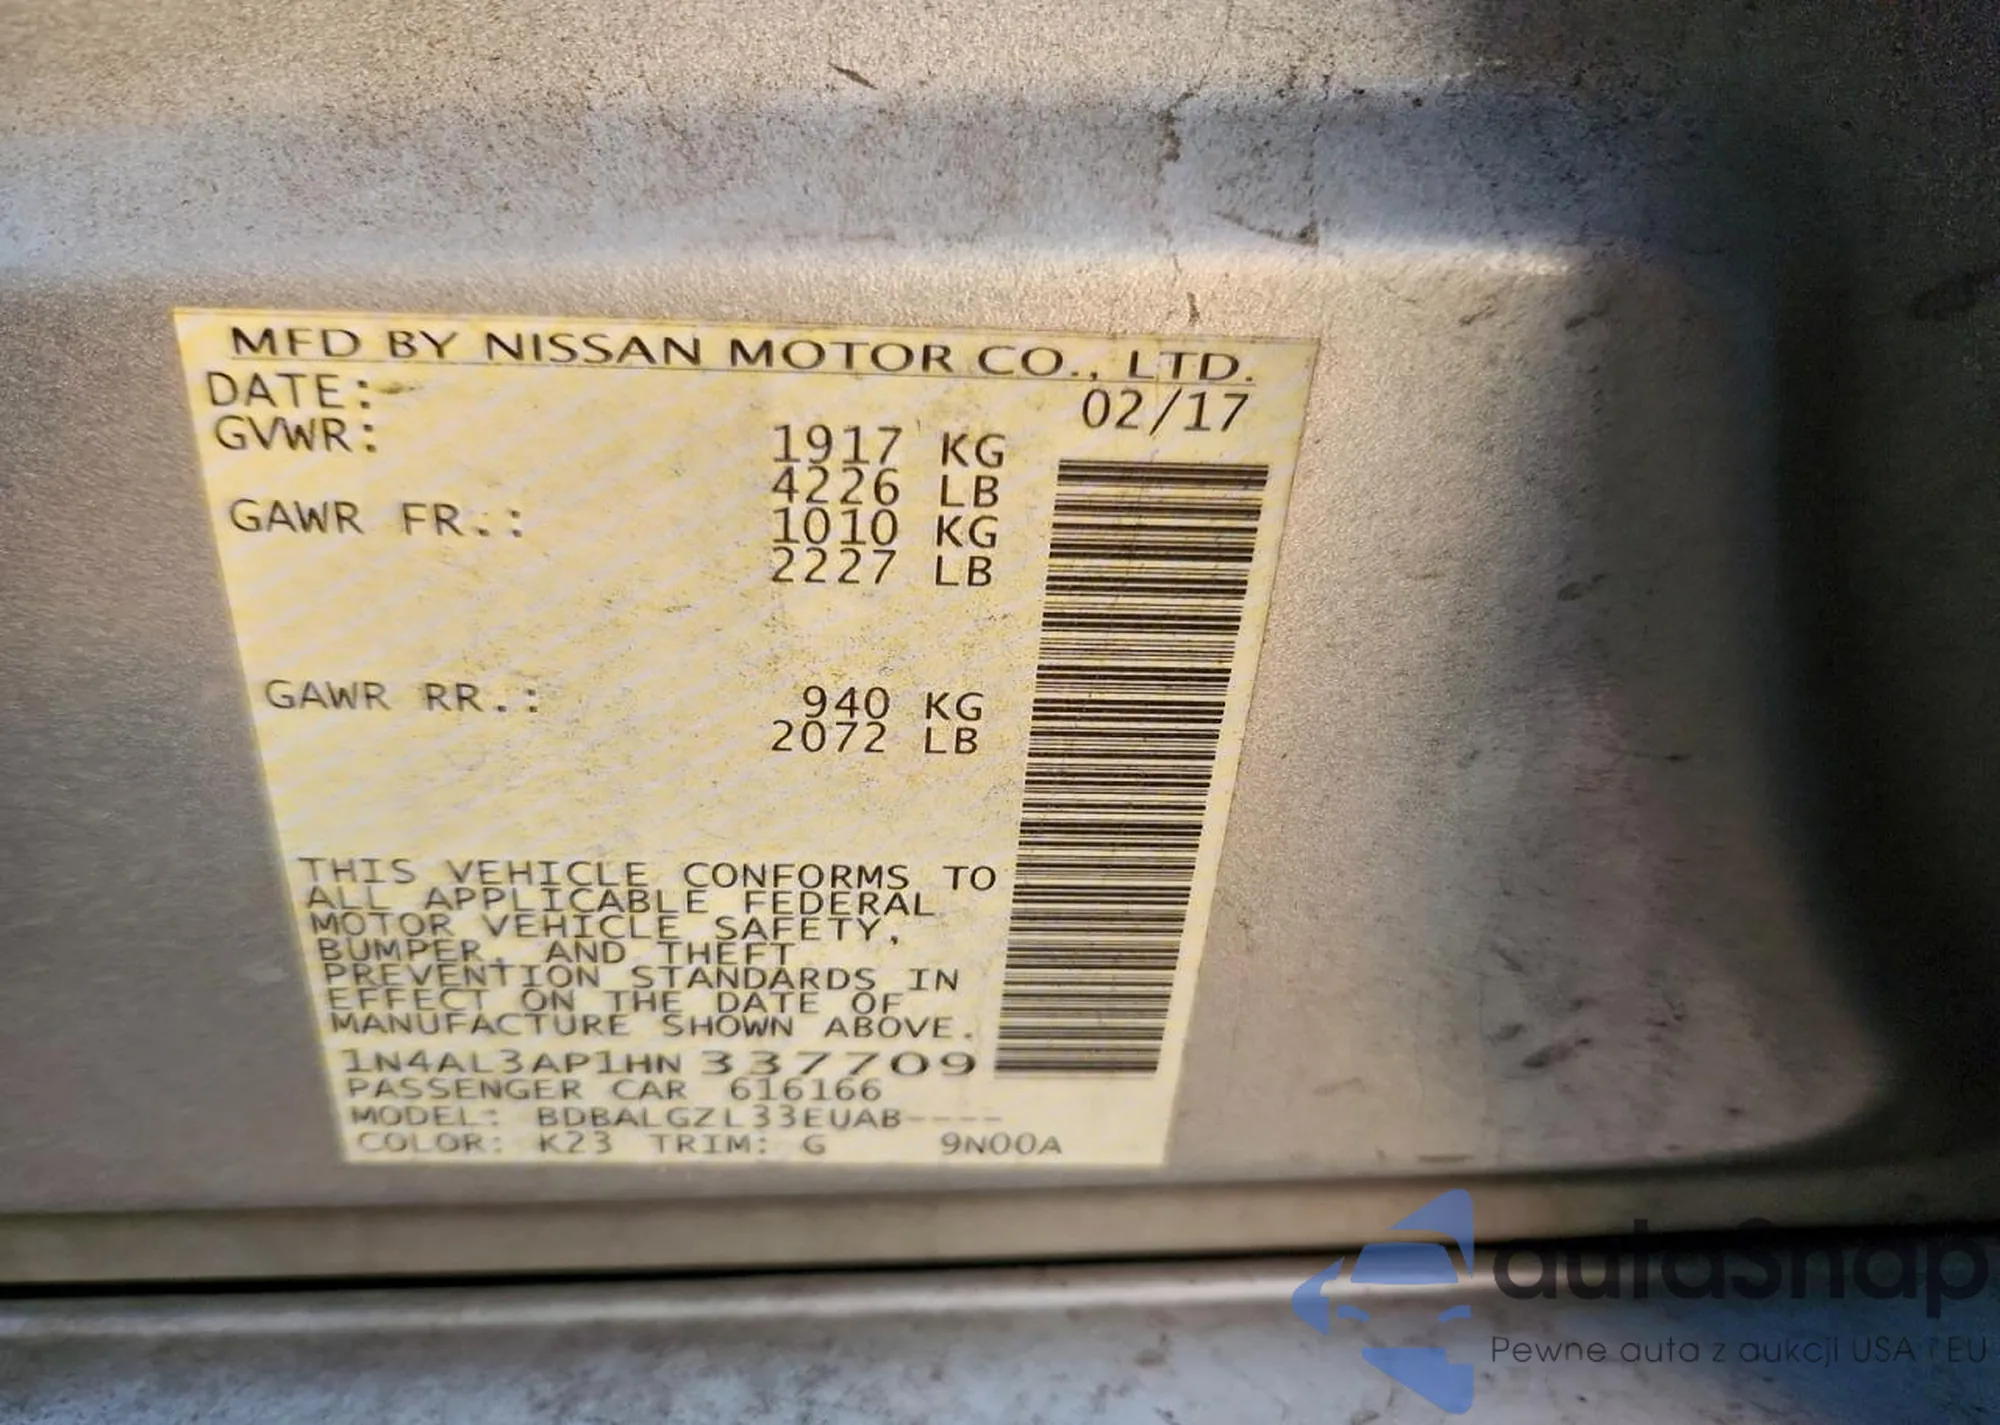 MFD BY NISSAN MOTOR CO., LTD.
DATE: 02/17
GVWR: 1917 KG
4226 LB
GAWR FR.: 1010 KG
2227 LB
GAWR RR.: 940 KG
2072 LB
THIS VEHICLE CONFORMS TO
ALL APPLICABLE FEDERAL
MOTOR VEHICLE SAFETY,
BUMPER, AND THEFT
PREVENTION STANDARDS IN
EFFECT ON THE DATE OF
MANUFACTURE SHOWN ABOVE.
1N4AL3AP1HN 337709
PASSENGER CAR 616166
MODEL: BDBALGZL33EUAB----
COLOR: K23 TRIM: G 9N00A
autoSnap
Pewne auta z aukcji USA i EU